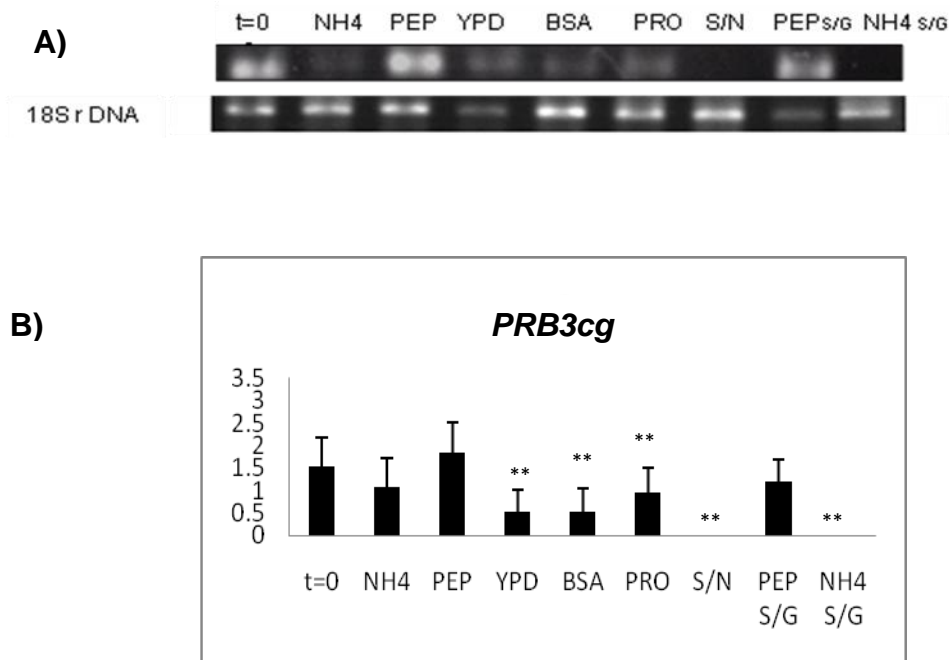 A)
t=0 NH4 PEP YPD BSA PRO S/N PEP S/G NH4 S/G
18S r DNA
B)
PRB3cg
3.5
3
2.5
2
1.5
1
0.5
0
** ** ** ** **
t=0 NH4 PEP YPD BSA PRO S/N PEP NH4
S/G S/G